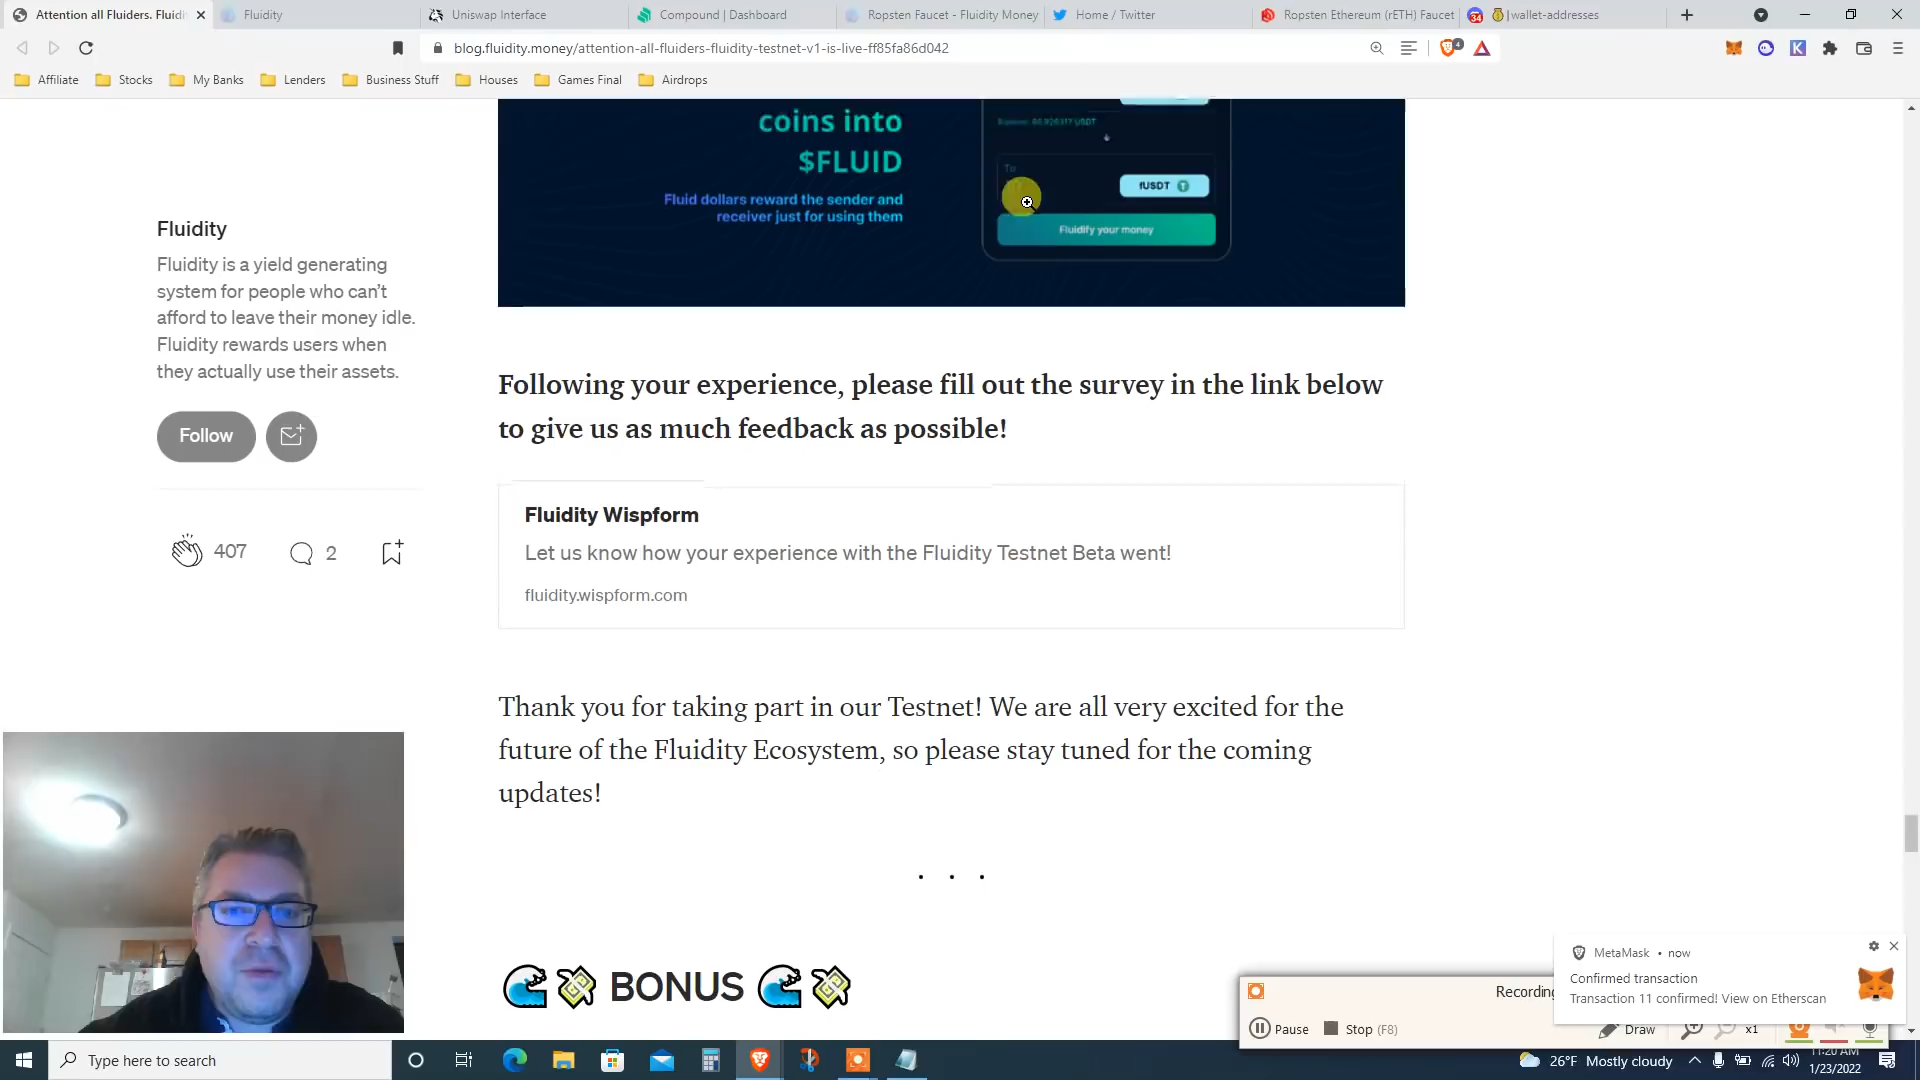 Attention all Fluiders. Fluidi
Fluidity
Uniswap Interface
Compound | Dashboard
Ropsten Faucet - Fluidity Money
Home / Twitter
Ropsten Ethereum (rETH) Faucet
34
|wallet-addresses
blog.fluidity.money/attention-all-fluiders-fluidity-testnet-v1-is-live-ff85fa86d042
4
Affiliate
Stocks
My Banks
Lenders
Business Stuff
Houses
Games Final
Airdrops
coins into
$FLUID
Fluid dollars reward the sender and
receiver just for using them
To
fUSDT
Fluidify your money
Fluidity
Fluidity is a yield generating
system for people who can't
afford to leave their money idle.
Fluidity rewards users when
they actually use their assets.
Follow
407
2
Following your experience, please fill out the survey in the link below
to give us as much feedback as possible!
Fluidity Wispform
Let us know how your experience with the Fluidity Testnet Beta went!
fluidity.wispform.com
Thank you for taking part in our Testnet! We are all very excited for the
future of the Fluidity Ecosystem, so please stay tuned for the coming
updates!
. . .
BONUS
MetaMask • now
Confirmed transaction
Transaction 11 confirmed! View on Etherscan
Recording
Pause
Stop (F8)
Draw
x1
Type here to search
26°F Mostly cloudy
11:20 AM
1/23/2022